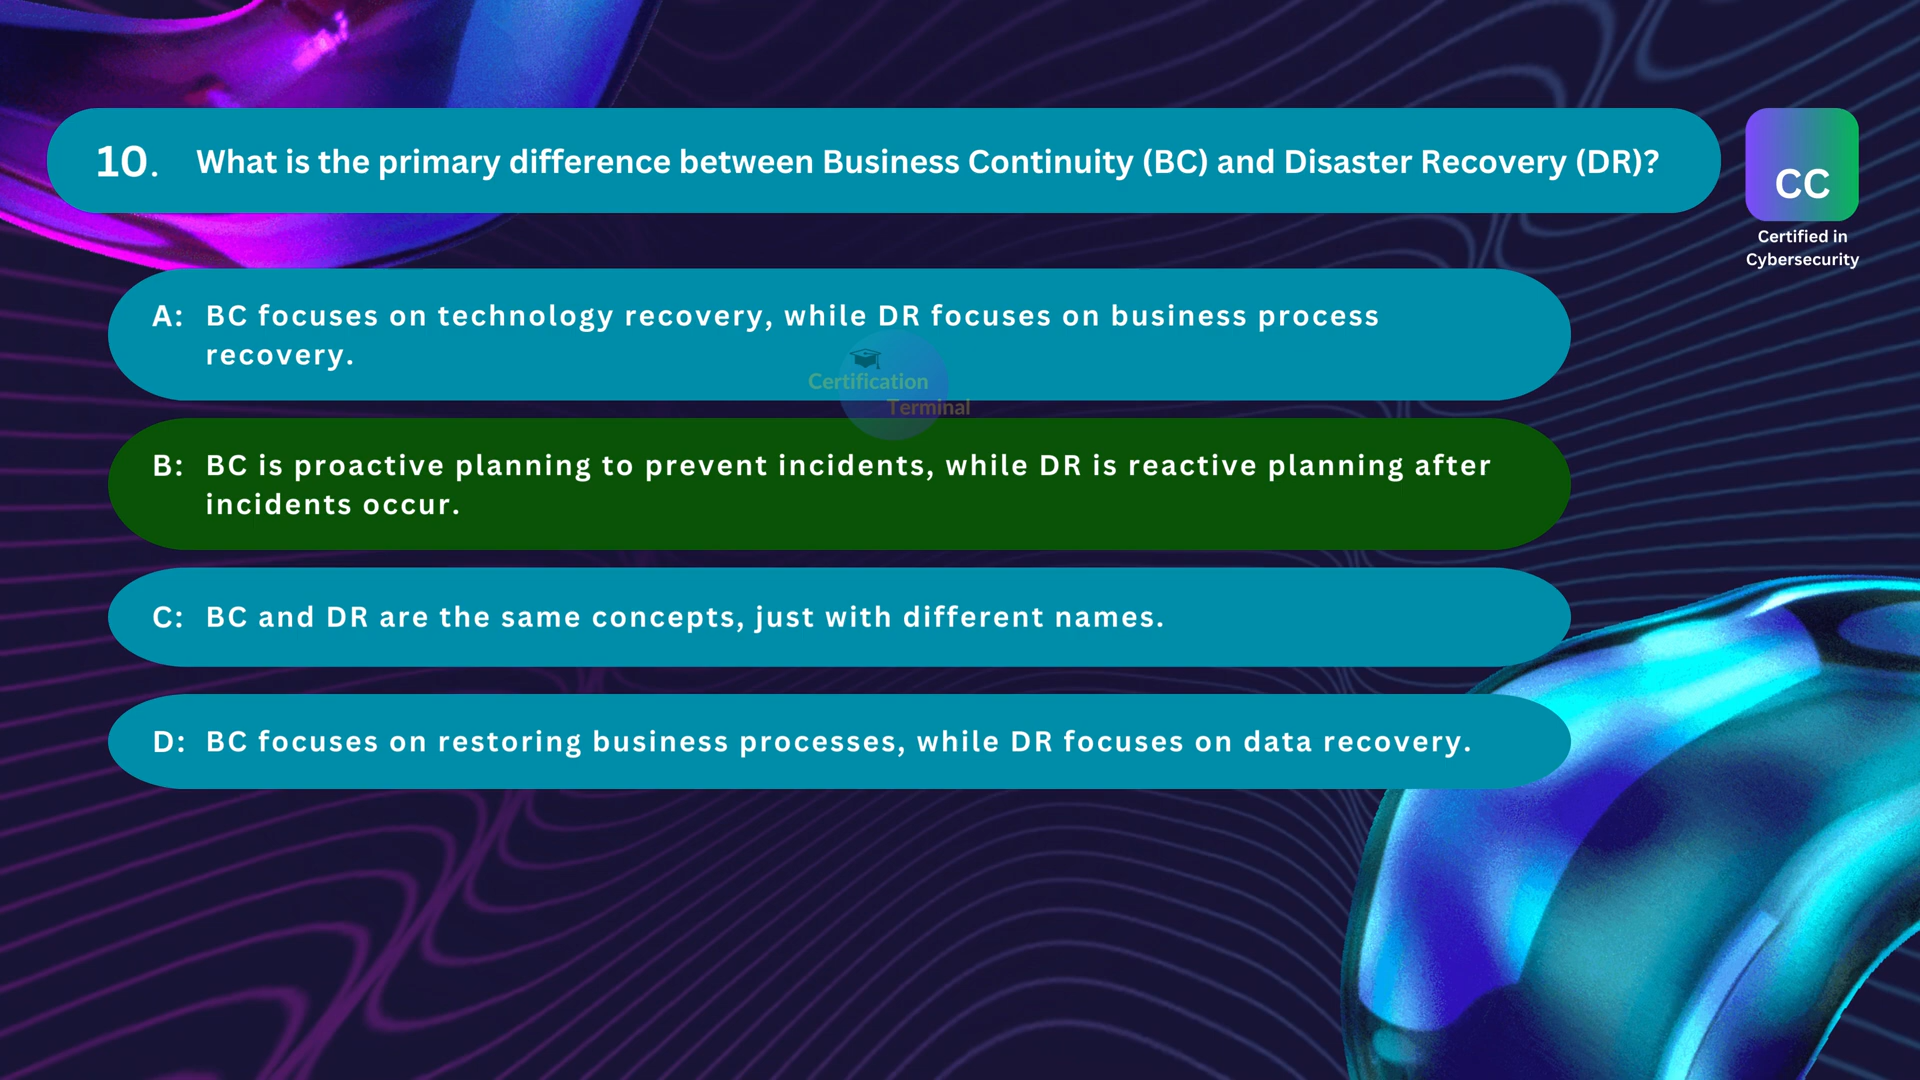 10. What is the primary difference between Business Continuity (BC) and Disaster Recovery (DR)?
CC
Certified in
Cybersecurity
A: BC focuses on technology recovery, while DR focuses on business process
recovery.
Certification
Terminal
B: BC is proactive planning to prevent incidents, while DR is reactive planning after
incidents occur.
C: BC and DR are the same concepts, just with different names.
D: BC focuses on restoring business processes, while DR focuses on data recovery.